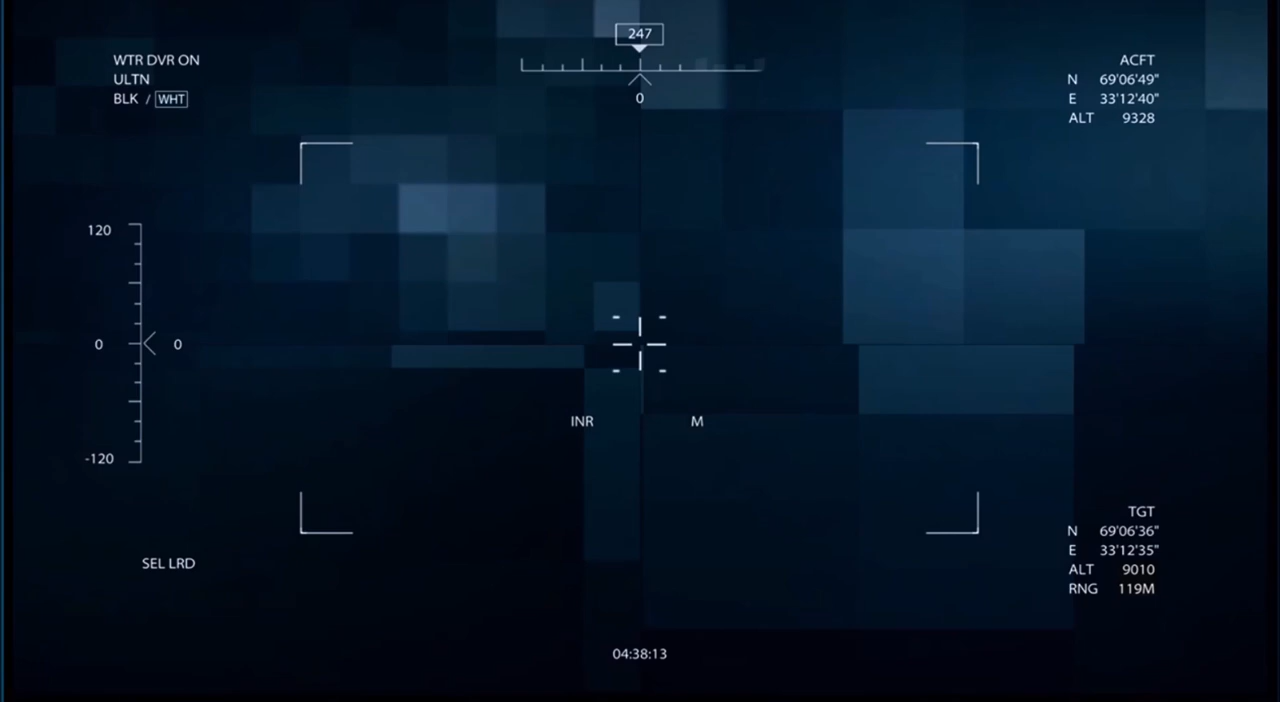 247
WTR DVR ON
ULTN
BLK / WHT
0
ACFT
N 69°06'49"
E 33°12'40"
ALT 9328
120
0 0
-120
INR M
SEL LRD
TGT
N 69°06'36"
E 33°12'35"
ALT 9010
RNG 119M
04:38:13